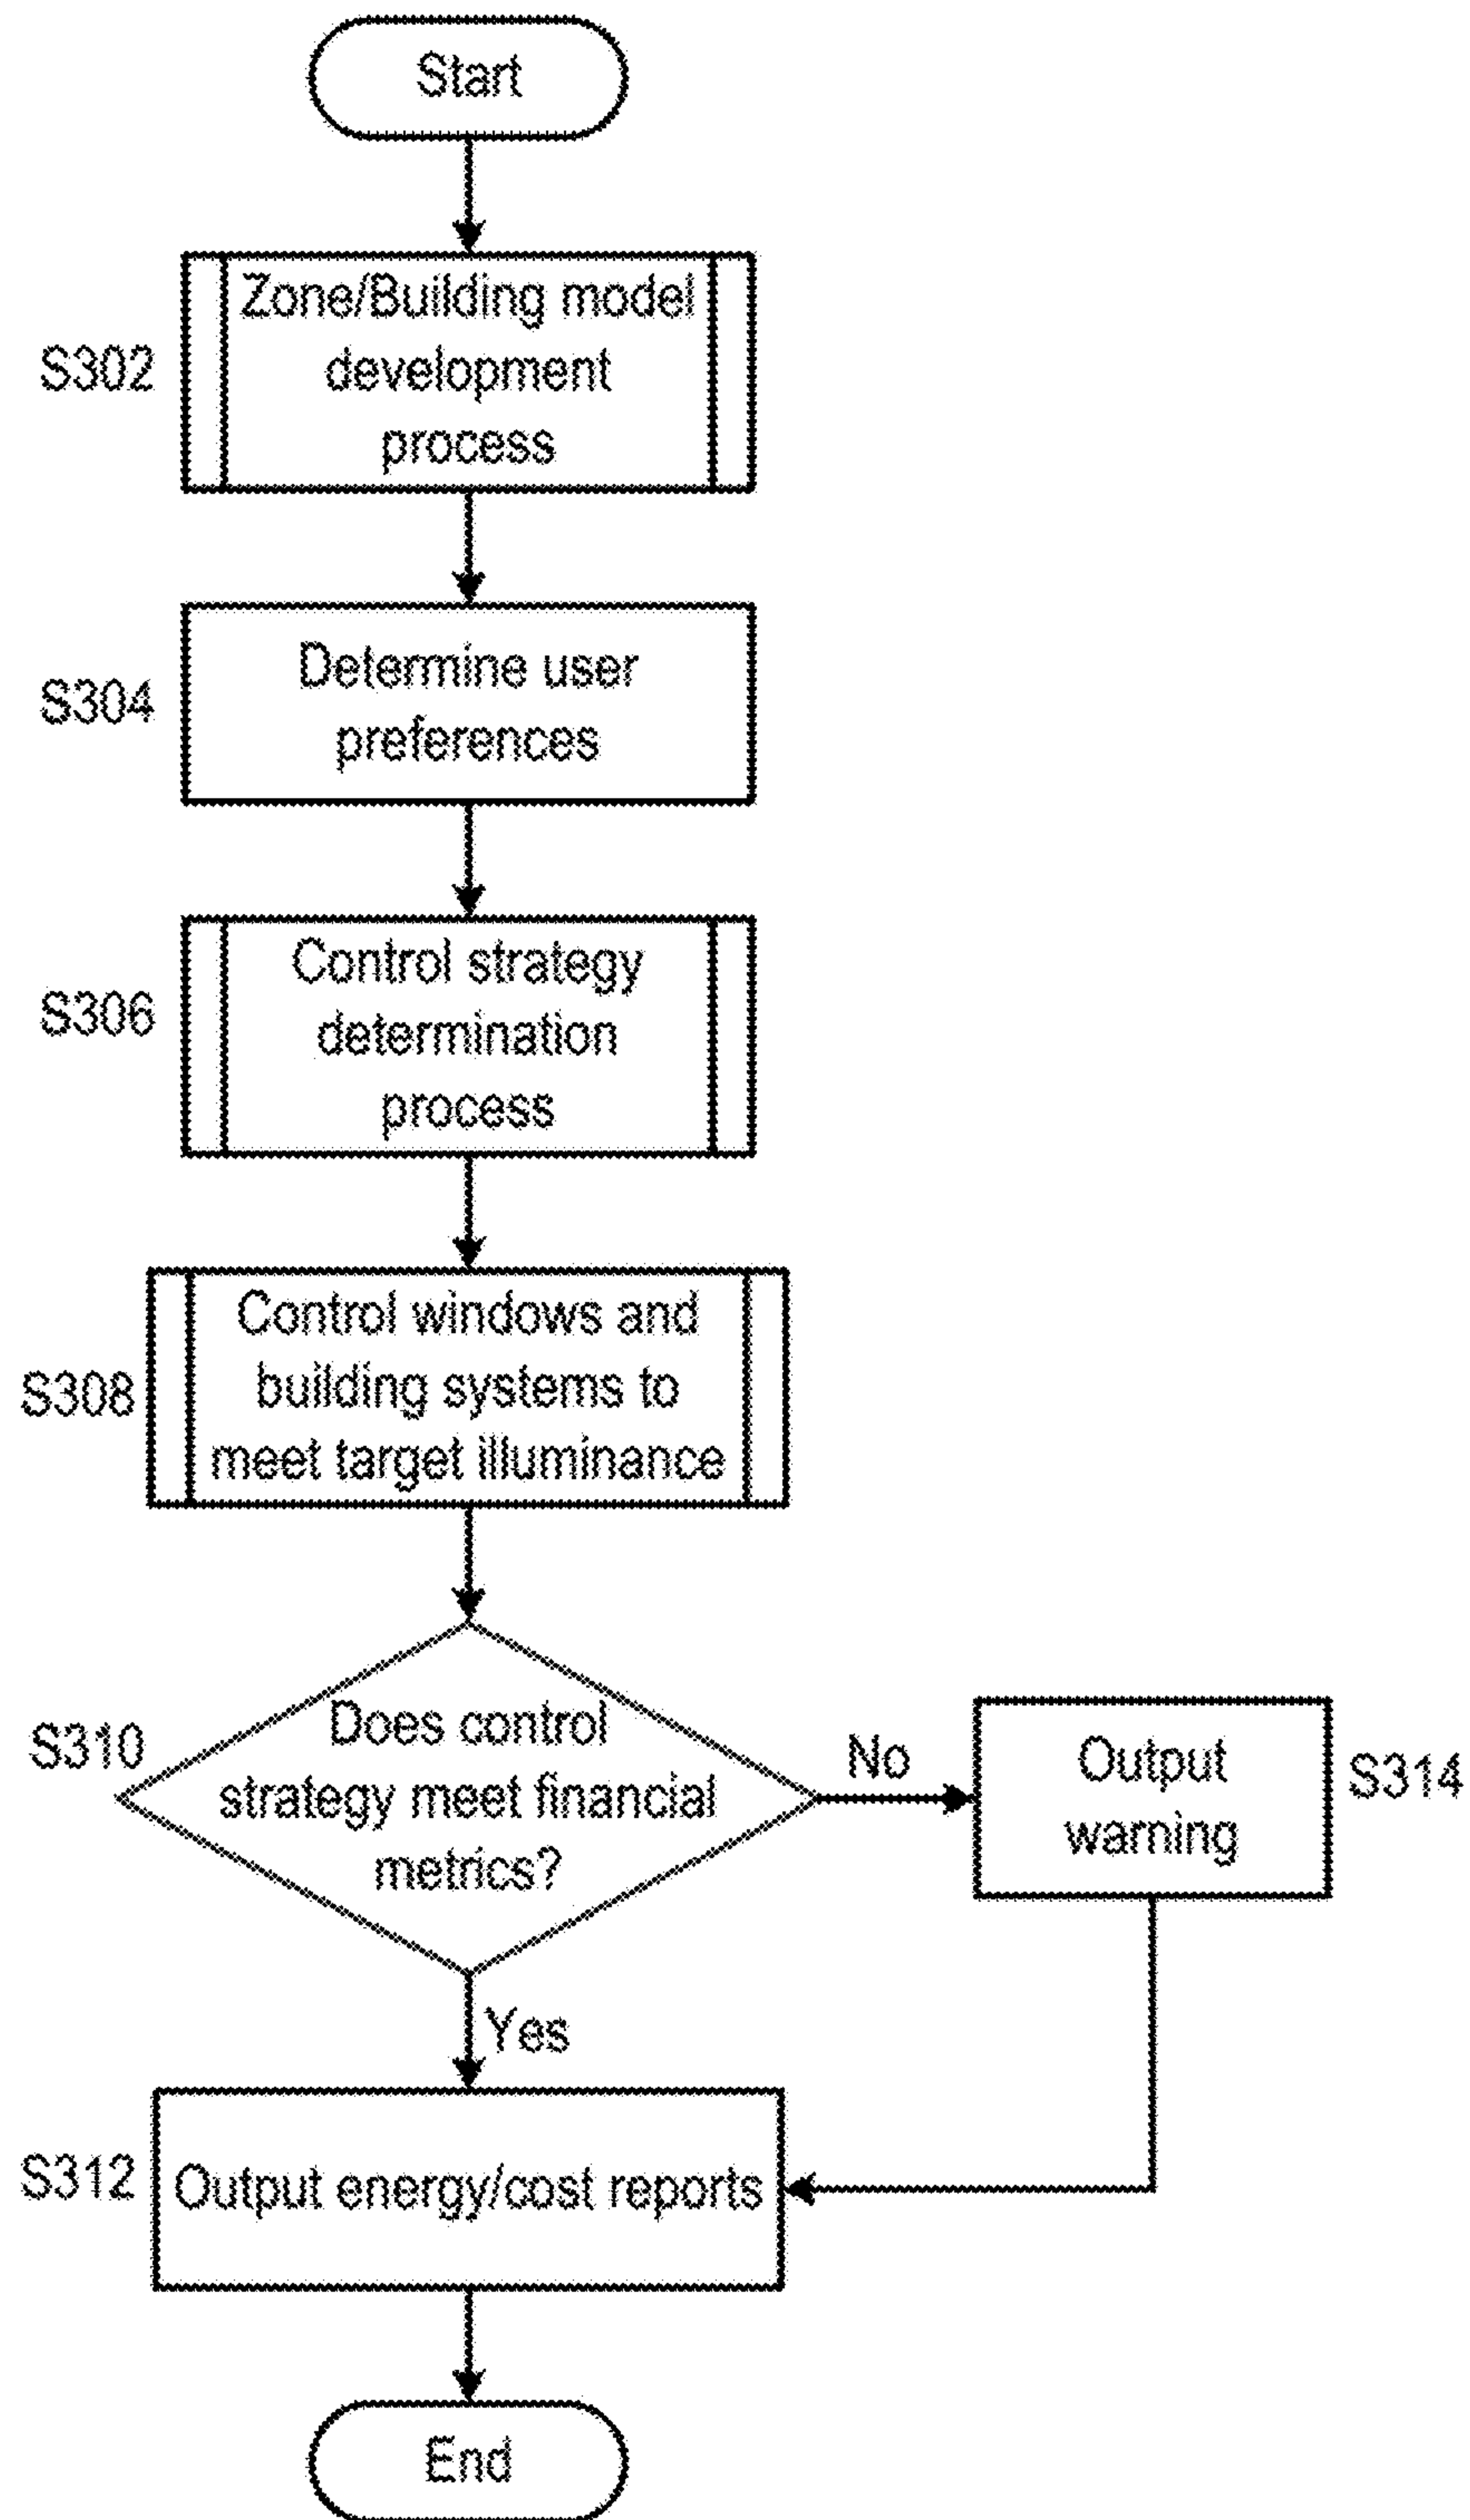 Start
S302
Zone/Building model
development
process
S304
Determine user
preferences
S306
Control strategy
determination
process
S308
Control windows and
building systems to
meet target illuminance
S310
Does control
strategy meet financial
metrics?
No
Output
warning
S314
Yes
S312
Output energy/cost reports
End